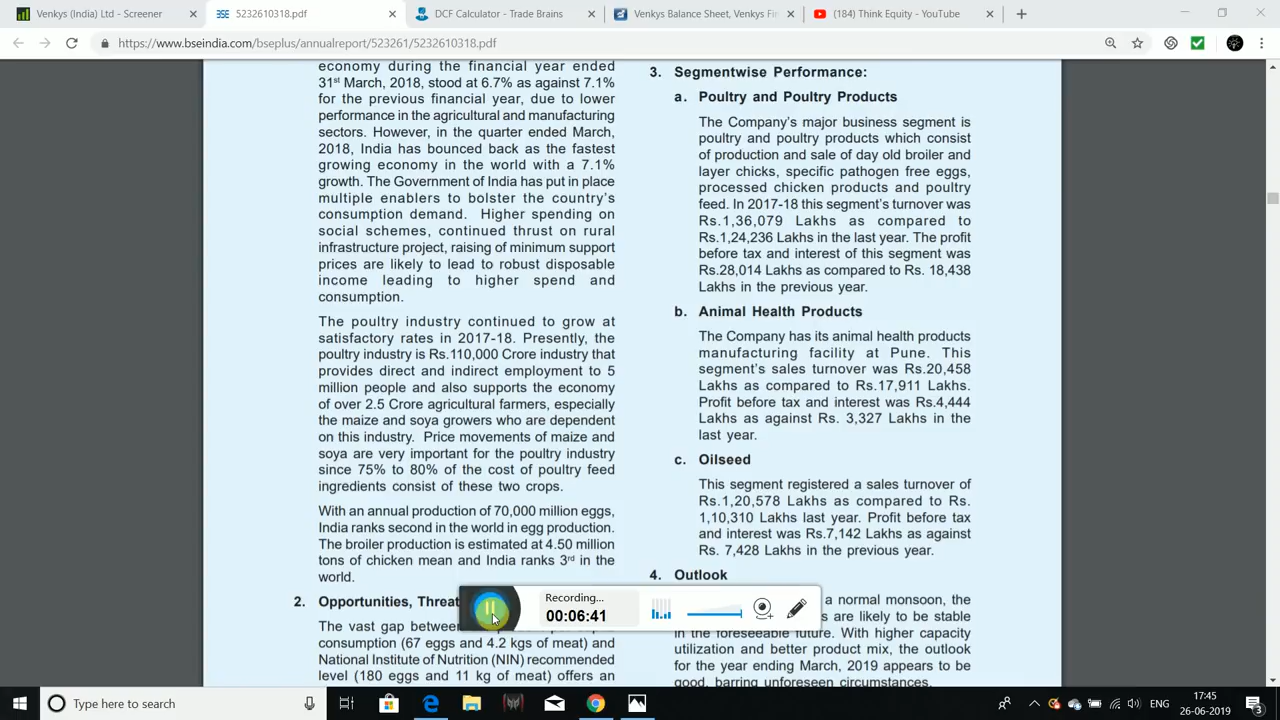 Venkys (India) Ltd - Screener
5232610318.pdf
DCF Calculator - Trade Brains
Venkys Balance Sheet, Venkys Fin
(184) Think Equity - YouTube
https://www.bseindia.com/bseplus/annualreport/523261/5232610318.pdf
economy during the financial year ended
31st March, 2018, stood at 6.7% as against 7.1%
for the previous financial year, due to lower
performance in the agricultural and manufacturing
sectors. However, in the quarter ended March,
2018, India has bounced back as the fastest
growing economy in the world with a 7.1%
growth. The Government of India has put in place
multiple enablers to bolster the country's
consumption demand. Higher spending on
social schemes, continued thrust on rural
infrastructure project, raising of minimum support
prices are likely to lead to robust disposable
income leading to higher spend and
consumption.
The poultry industry continued to grow at
satisfactory rates in 2017-18. Presently, the
poultry industry is Rs.110,000 Crore industry that
provides direct and indirect employment to 5
million people and also supports the economy
of over 2.5 Crore agricultural farmers, especially
the maize and soya growers who are dependent
on this industry. Price movements of maize and
soya are very important for the poultry industry
since 75% to 80% of the cost of poultry feed
ingredients consist of these two crops.
With an annual production of 70,000 million eggs,
India ranks second in the world in egg production.
The broiler production is estimated at 4.50 million
tons of chicken mean and India ranks 3rd in the
world.
2. Opportunities, Threat
The vast gap between
consumption (67 eggs and 4.2 kgs of meat) and
National Institute of Nutrition (NIN) recommended
level (180 eggs and 11 kg of meat) offers an
3. Segmentwise Performance:
a. Poultry and Poultry Products
The Company's major business segment is
poultry and poultry products which consist
of production and sale of day old broiler and
layer chicks, specific pathogen free eggs,
processed chicken products and poultry
feed. In 2017-18 this segment's turnover was
Rs.1,36,079 Lakhs as compared to
Rs.1,24,236 Lakhs in the last year. The profit
before tax and interest of this segment was
Rs.28,014 Lakhs as compared to Rs. 18,438
Lakhs in the previous year.
b. Animal Health Products
The Company has its animal health products
manufacturing facility at Pune. This
segment's sales turnover was Rs.20,458
Lakhs as compared to Rs.17,911 Lakhs.
Profit before tax and interest was Rs.4,444
Lakhs as against Rs. 3,327 Lakhs in the
last year.
c. Oilseed
This segment registered a sales turnover of
Rs.1,20,578 Lakhs as compared to Rs.
1,10,310 Lakhs last year. Profit before tax
and interest was Rs.7,142 Lakhs as against
Rs. 7,428 Lakhs in the previous year.
4. Outlook
a normal monsoon, the
s are likely to be stable
in the foreseeable future. With higher capacity
utilization and better product mix, the outlook
for the year ending March, 2019 appears to be
good, barring unforeseen circumstances.
Recording...
00:06:41
Type here to search
ENG
17:45
26-06-2019
3